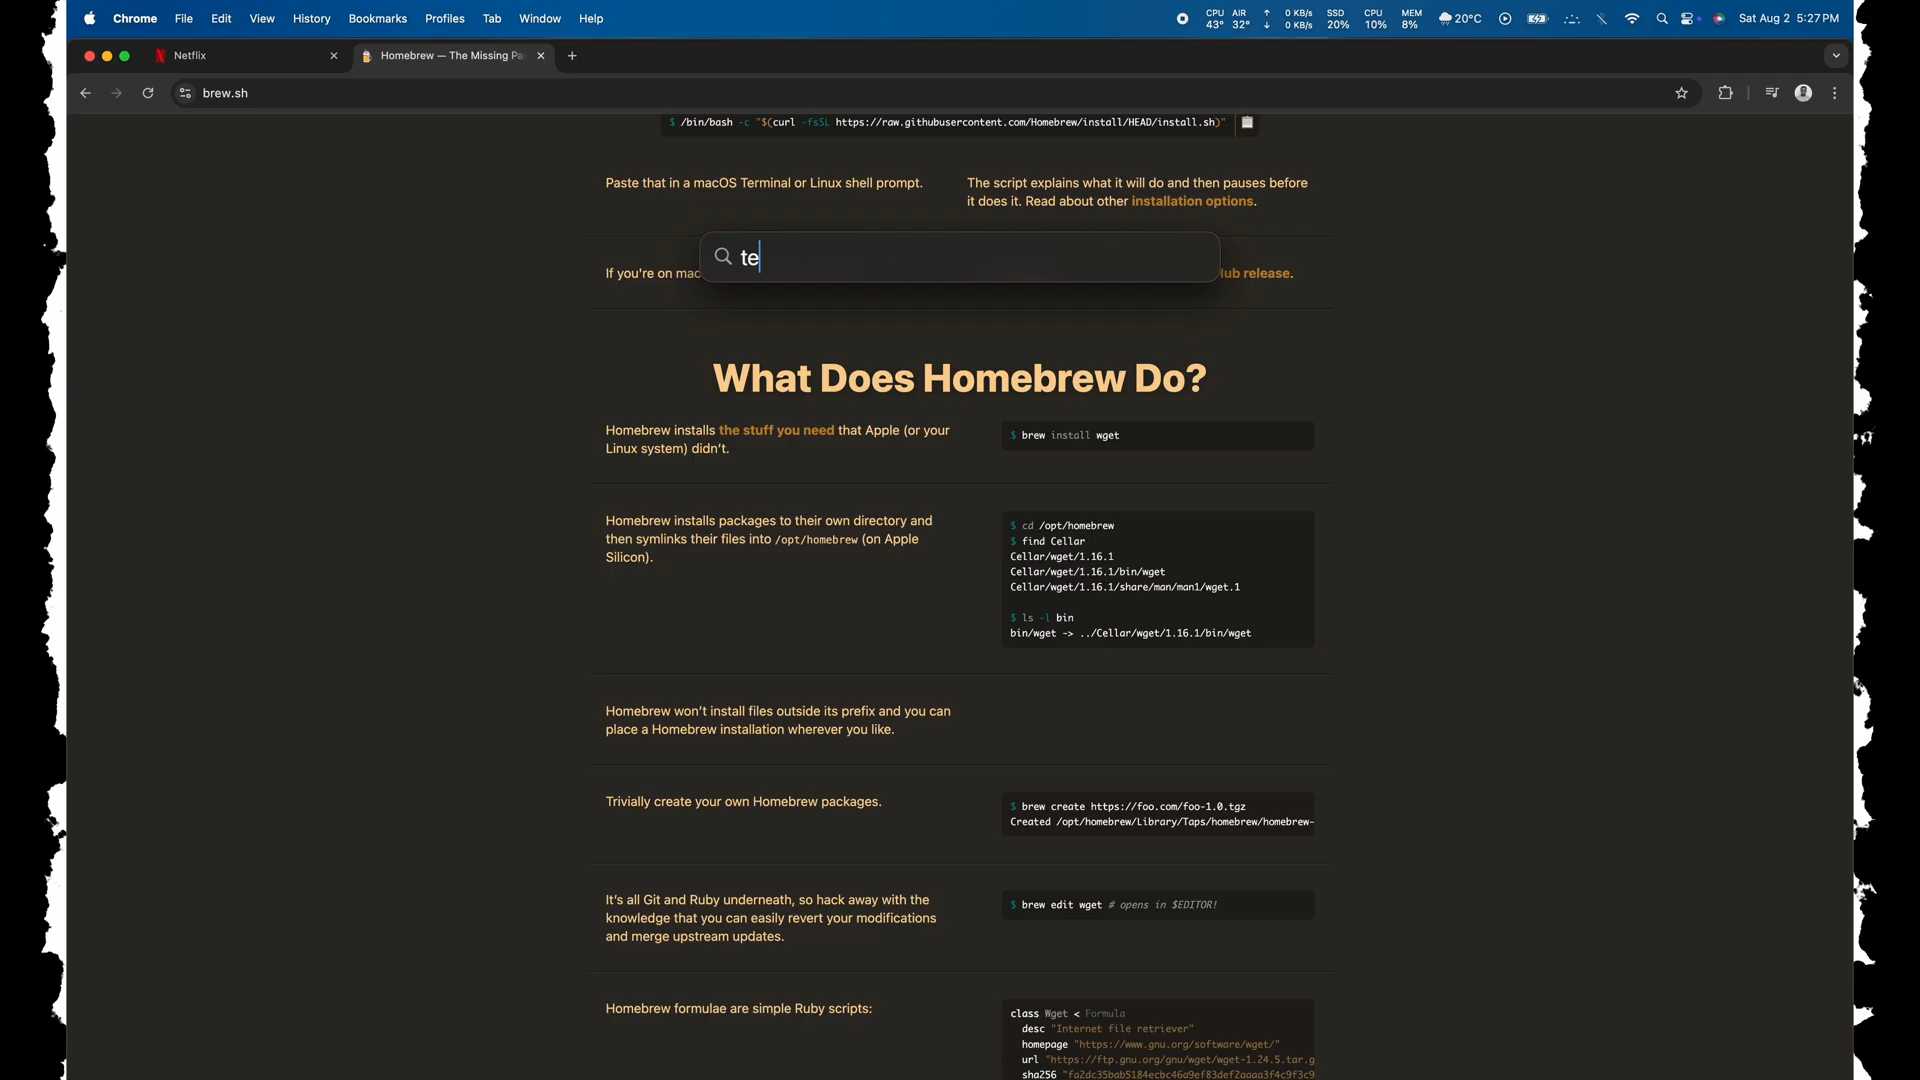 Chrome File Edit View History Bookmarks Profiles Tab Window Help
CPU 43° AIR 32° ↑ 0 KB/s ↓ 0 KB/s SSD 20% CPU 10% MEM 8% 20°C Sat Aug 2 5:27 PM
Netflix
Homebrew — The Missing Pa
brew.sh
$ /bin/bash -c "$(curl -fsSL https://raw.githubusercontent.com/Homebrew/install/HEAD/install.sh)"
Paste that in a macOS Terminal or Linux shell prompt.
The script explains what it will do and then pauses before
it does it. Read about other installation options.
te
If you're on mac
Hub release.
What Does Homebrew Do?
Homebrew installs the stuff you need that Apple (or your
Linux system) didn't.
$ brew install wget
Homebrew installs packages to their own directory and
then symlinks their files into /opt/homebrew (on Apple
Silicon).
$ cd /opt/homebrew
$ find Cellar
Cellar/wget/1.16.1
Cellar/wget/1.16.1/bin/wget
Cellar/wget/1.16.1/share/man/man1/wget.1
$ ls -l bin
bin/wget -> ../Cellar/wget/1.16.1/bin/wget
Homebrew won't install files outside its prefix and you can
place a Homebrew installation wherever you like.
Trivially create your own Homebrew packages.
$ brew create https://foo.com/foo-1.0.tgz
Created /opt/homebrew/Library/Taps/homebrew/homebrew-
It's all Git and Ruby underneath, so hack away with the
knowledge that you can easily revert your modifications
and merge upstream updates.
$ brew edit wget # opens in $EDITOR!
Homebrew formulae are simple Ruby scripts:
class Wget < Formula
desc "Internet file retriever"
homepage "https://www.gnu.org/software/wget/"
url "https://ftp.gnu.org/gnu/wget/wget-1.24.5.tar.g
sha256 "fa2dc35bab5184ecbc46a9ef83def2aaaa3f4c9f3c9